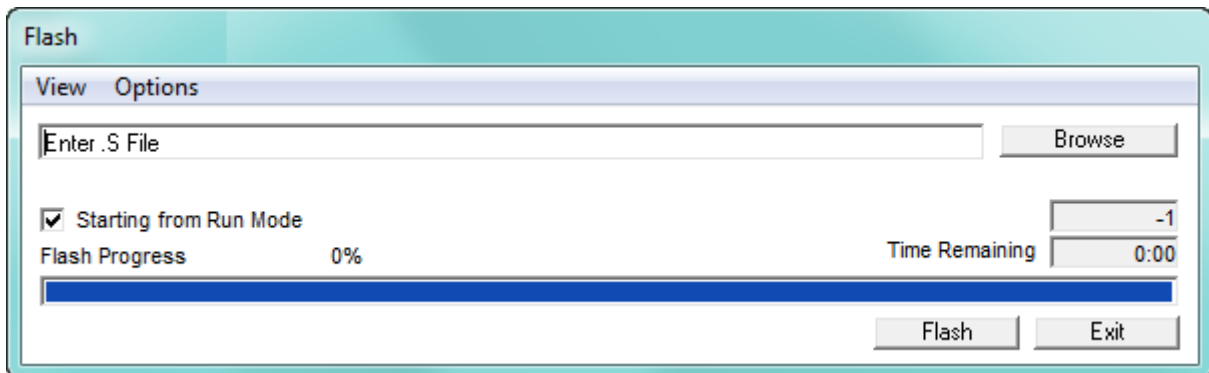 Flash
View Options
Enter .S File Browse
Starting from Run Mode -1
Flash Progress 0% Time Remaining 0:00
Flash Exit